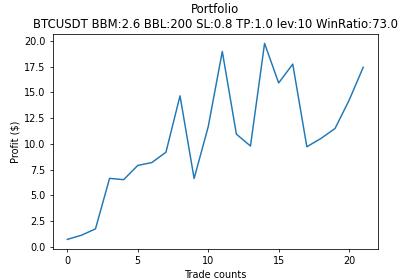 Portfolio
BTCUSDT BBM:2.6 BBL:200 SL:0.8 TP:1.0 lev:10 WinRatio:73.0
20.0
17.5
15.0
12.5
10.0
7.5
5.0
2.5
0.0
Profit ($)
0 5 10 15 20
Trade counts